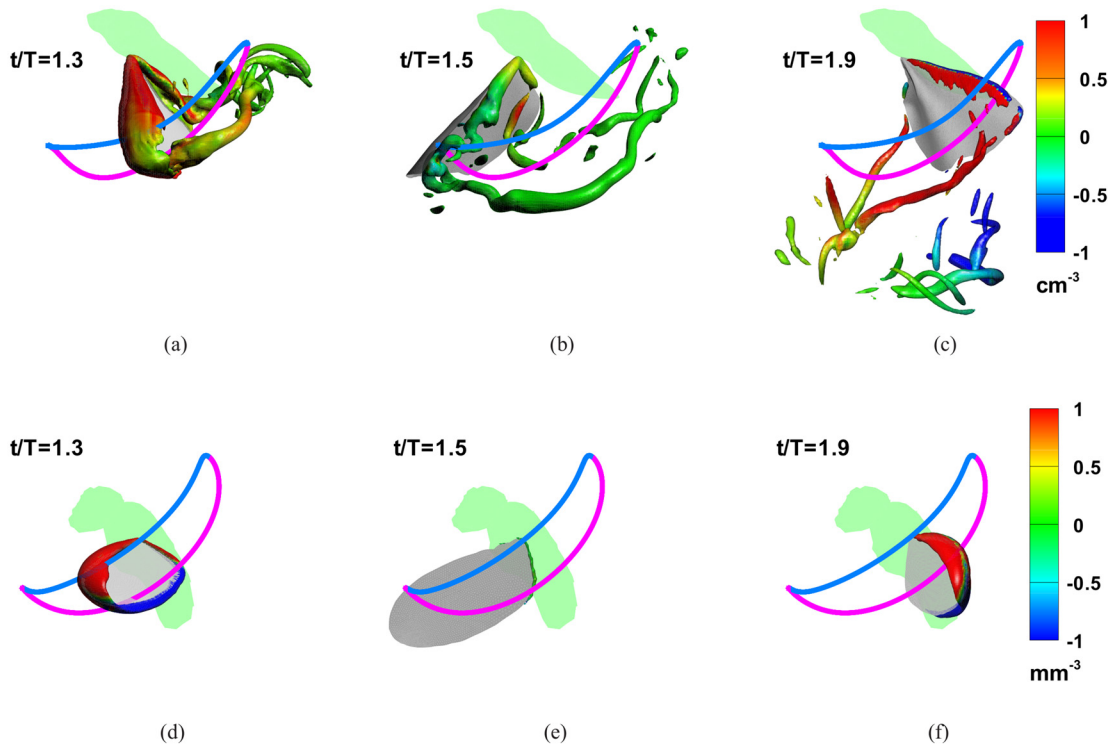 t/T=1.3
t/T=1.5
t/T=1.9
1
0.5
0
-0.5
-1
cm-3
(a)
(b)
(c)
t/T=1.3
t/T=1.5
t/T=1.9
1
0.5
0
-0.5
-1
mm-3
(d)
(e)
(f)